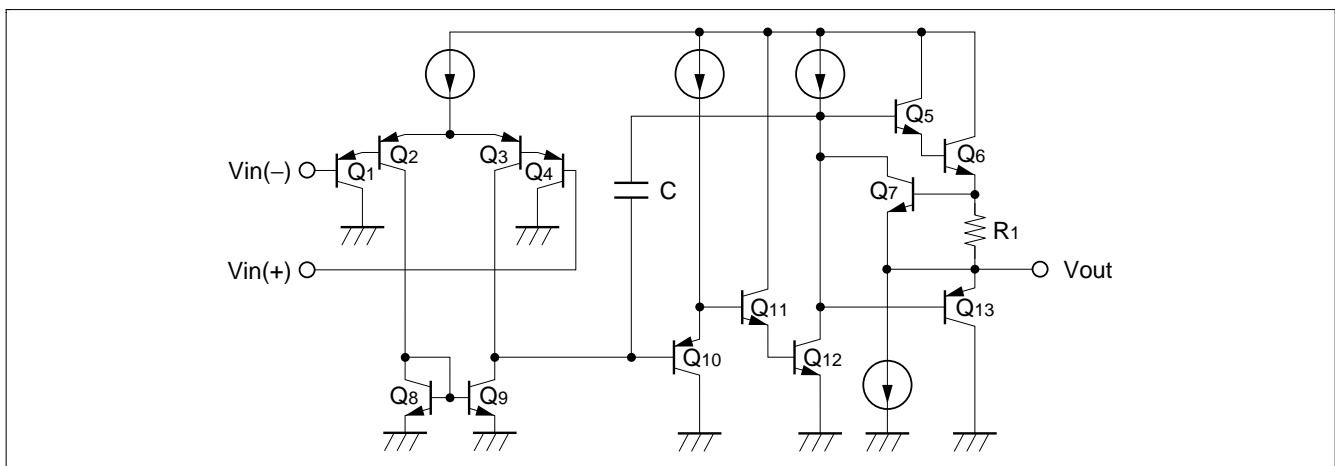 Q5
Q2
Q3
Q6
Vin(−)
Q1
Q4
Q7
C
R1
Vin(+)
Vout
Q11
Q13
Q10
Q12
Q8
Q9